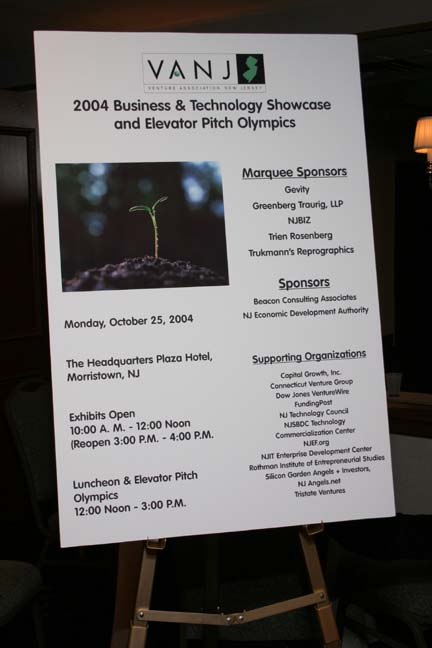 VANJ
VENTURE ASSOCIATION NEW JERSEY
2004 Business & Technology Showcase
and Elevator Pitch Olympics
Monday, October 25, 2004
The Headquarters Plaza Hotel,
Morristown, NJ
Exhibits Open
10:00 A. M. - 12:00 Noon
(Reopen 3:00 P.M. - 4:00 P.M.
Luncheon & Elevator Pitch
Olympics
12:00 Noon - 3:00 P.M.
Marquee Sponsors
Gevity
Greenberg Traurig, LLP
NJBIZ
Trien Rosenberg
Trukmann's Reprographics
Sponsors
Beacon Consulting Associates
NJ Economic Development Authority
Supporting Organizations
Capital Growth, Inc.
Connecticut Venture Group
Dow Jones VentureWire
FundingPost
NJ Technology Council
NJSBDC Technology
Commercialization Center
NJEF.org
NJIT Enterprise Development Center
Rothman Institute of Entrepreneurial Studies
Silicon Garden Angels + Investors,
NJ Angels.net
Tristate Ventures